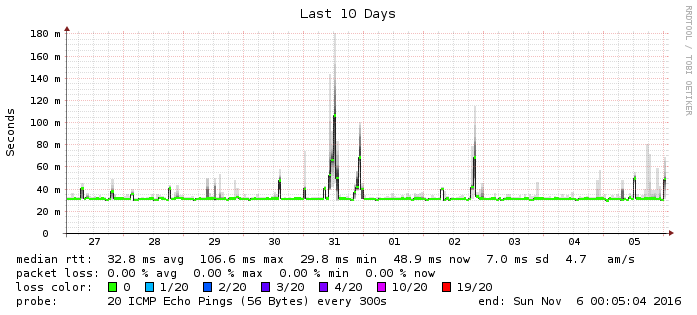 Last 10 Days
RRDTOOL / TOBI OETIKER
Seconds
180 m
160 m
140 m
120 m
100 m
80 m
60 m
40 m
20 m
0
27 28 29 30 31 01 02 03 04 05
median rtt: 32.8 ms avg 106.6 ms max 29.8 ms min 48.9 ms now 7.0 ms sd 4.7 am/s
packet loss: 0.00 % avg 0.00 % max 0.00 % min 0.00 % now
loss color: 0 1/20 2/20 3/20 4/20 10/20 19/20
probe: 20 ICMP Echo Pings (56 Bytes) every 300s end: Sun Nov 6 00:05:04 2016